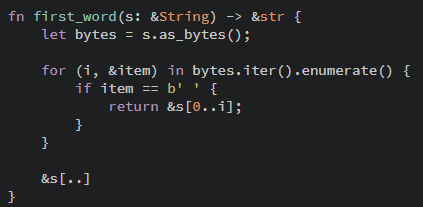 fn first_word(s: &String) -> &str {
    let bytes = s.as_bytes();

    for (i, &item) in bytes.iter().enumerate() {
        if item == b' ' {
            return &s[0..i];
        }
    }

    &s[..]
}